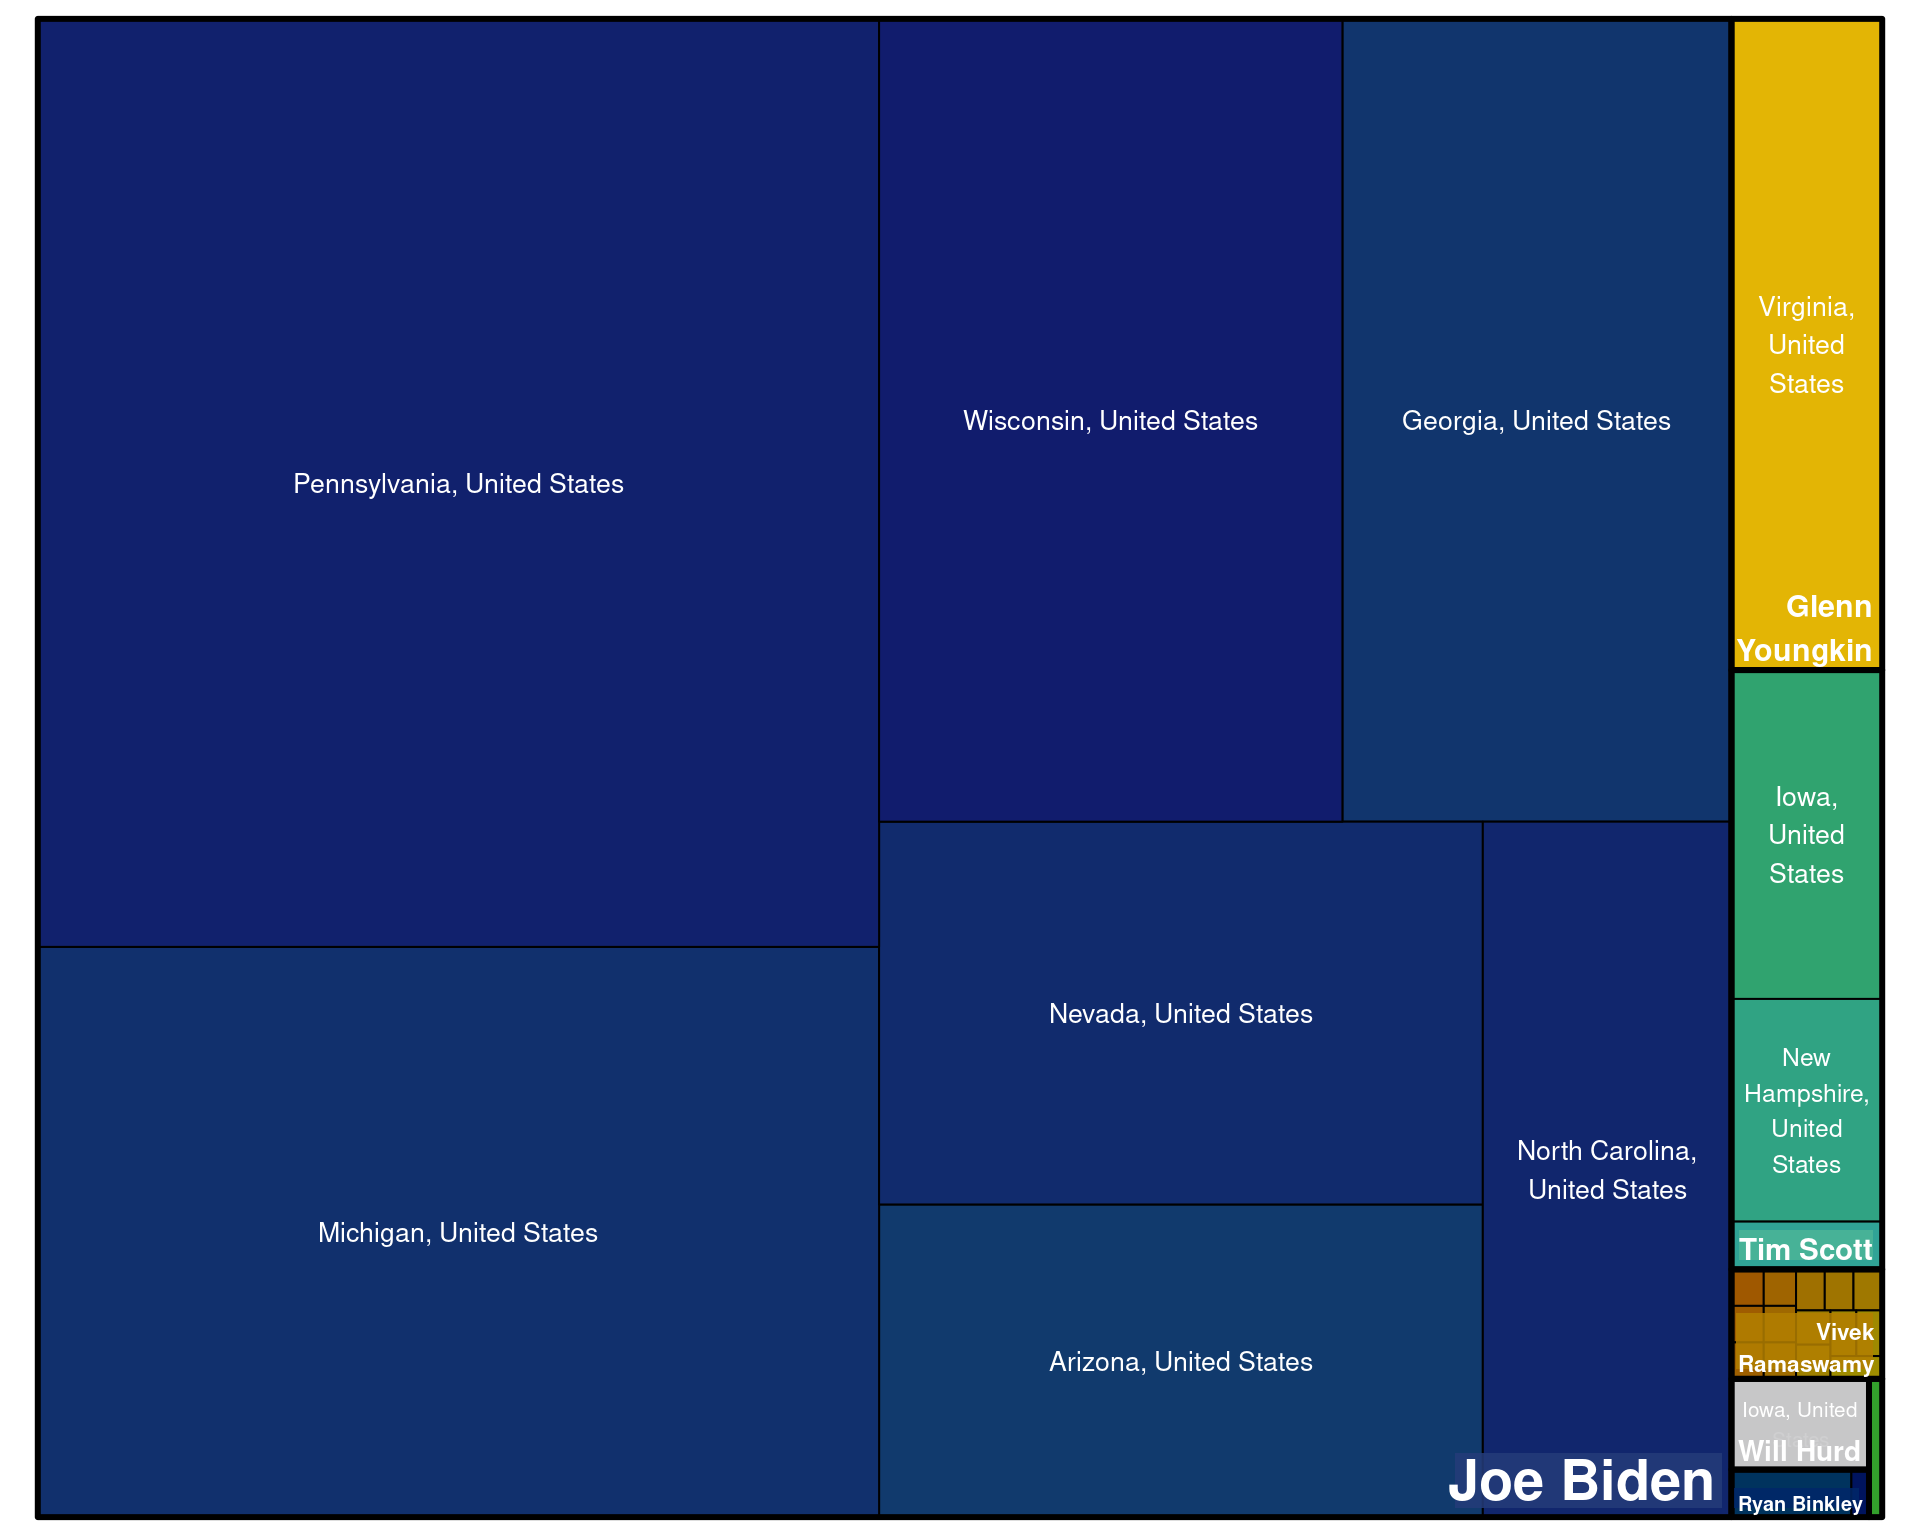 Pennsylvania, United States
Wisconsin, United States
Georgia, United States
Virginia,
United
States
Glenn
Youngkin
Iowa,
United
States
New
Hampshire,
United
States
Tim Scott
Michigan, United States
Nevada, United States
North Carolina,
United States
Arizona, United States
Joe Biden
Vivek
Ramaswamy
Iowa, United
Will Hurd
Ryan Binkley